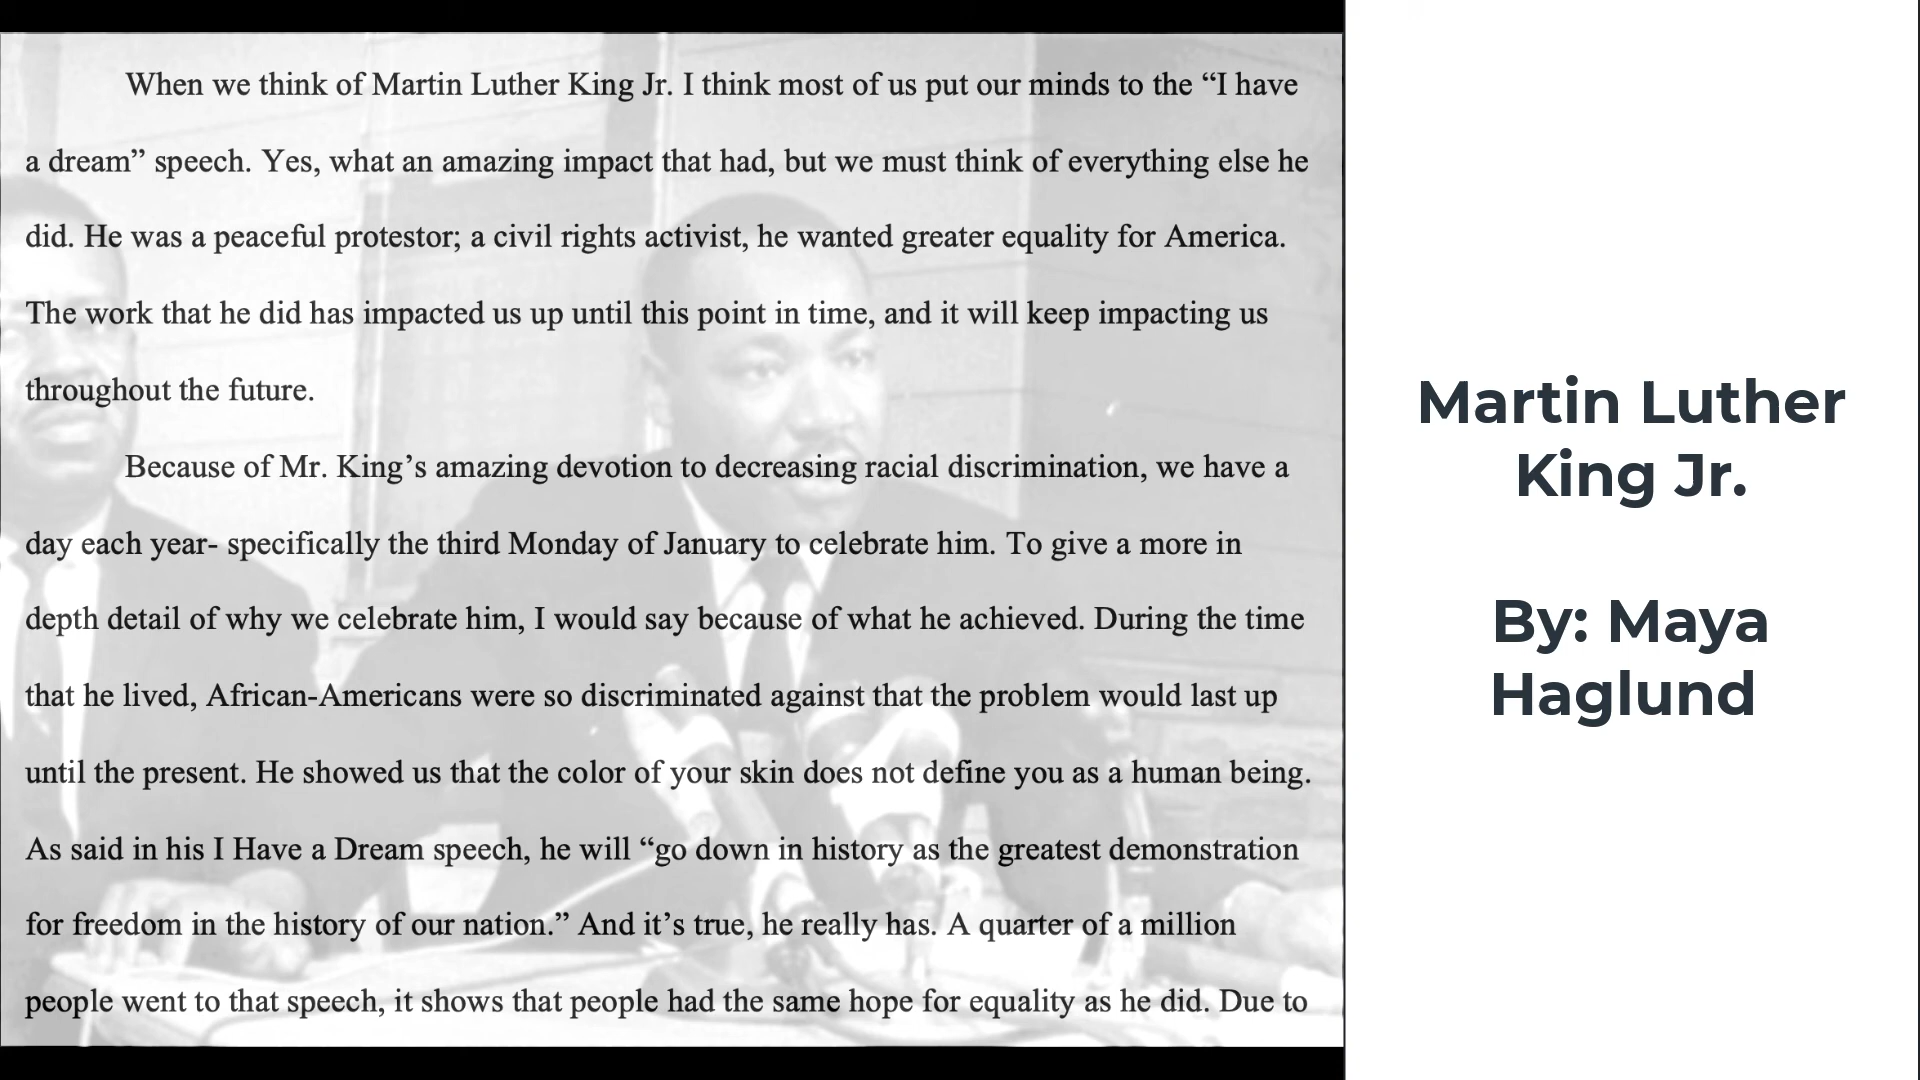 When we think of Martin Luther King Jr. I think most of us put our minds to the “I have
a dream” speech. Yes, what an amazing impact that had, but we must think of everything else he
did. He was a peaceful protestor; a civil rights activist, he wanted greater equality for America.
The work that he did has impacted us up until this point in time, and it will keep impacting us
throughout the future.
Because of Mr. King’s amazing devotion to decreasing racial discrimination, we have a
day each year- specifically the third Monday of January to celebrate him. To give a more in
depth detail of why we celebrate him, I would say because of what he achieved. During the time
that he lived, African-Americans were so discriminated against that the problem would last up
until the present. He showed us that the color of your skin does not define you as a human being.
As said in his I Have a Dream speech, he will “go down in history as the greatest demonstration
for freedom in the history of our nation.” And it’s true, he really has. A quarter of a million
people went to that speech, it shows that people had the same hope for equality as he did. Due to
Martin Luther
King Jr.
By: Maya
Haglund